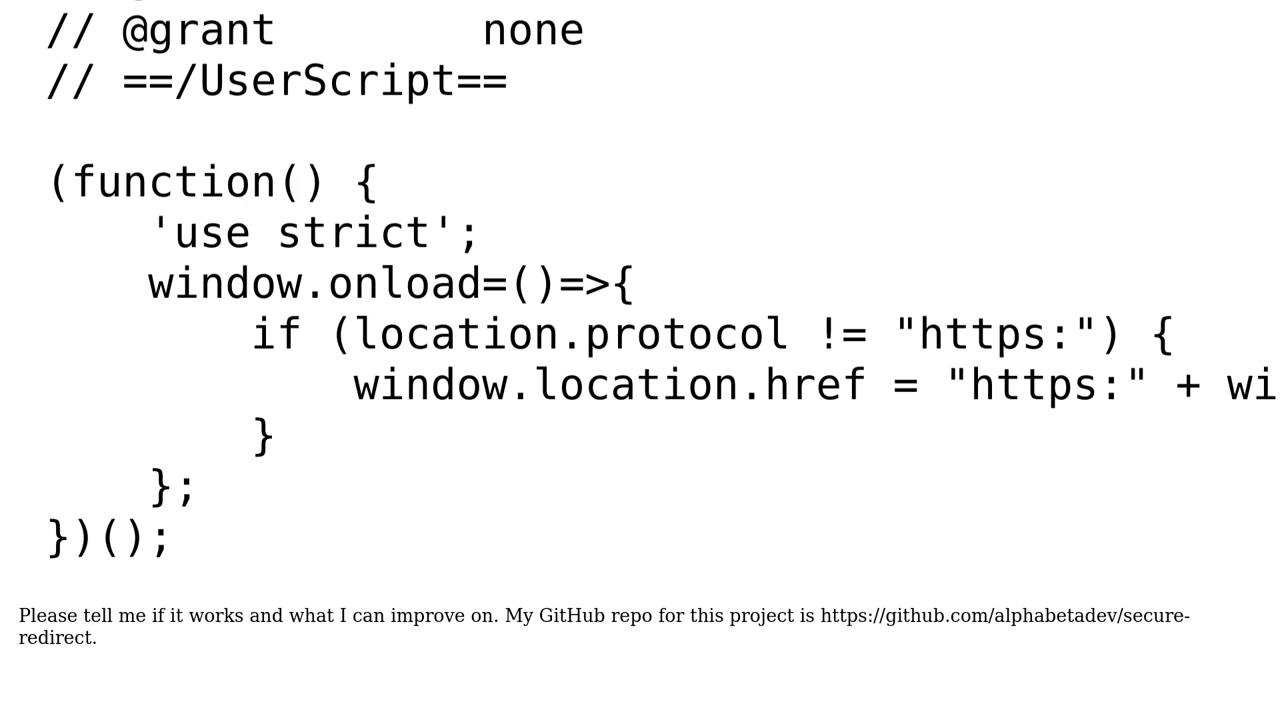 // @grant        none
// ==/UserScript==
(function() {
    'use strict';
    window.onload=()=>{
        if (location.protocol != "https:") {
            window.location.href = "https:" + wi
        }
    };
})();
Please tell me if it works and what I can improve on. My GitHub repo for this project is https://github.com/alphabetadev/secure-
redirect.